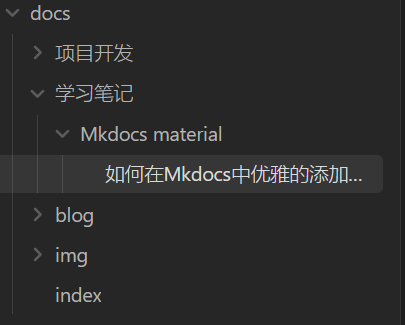 docs
项目开发
学习笔记
Mkdocs material
如何在Mkdocs中优雅的添加...
blog
img
index